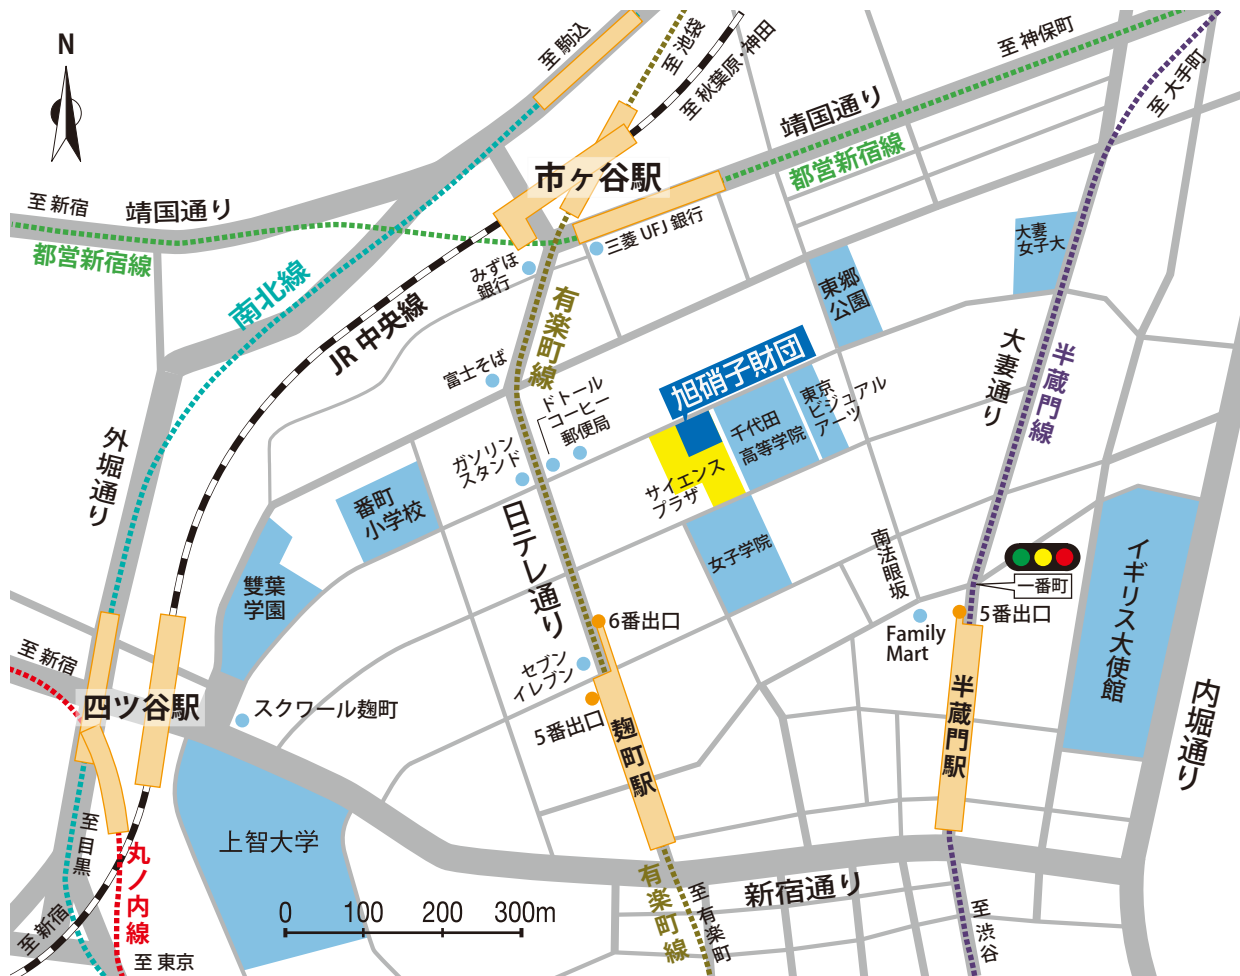 N
至 駒込
至 池袋
至 秋葉原・神田
至 神保町
至 大手町
靖国通り
都営新宿線
市ヶ谷駅
至 新宿
靖国通り
都営新宿線
南北線
JR 中央線
三菱 UFJ 銀行
みずほ
銀行
有楽町線
大妻
女子大
東郷
公園
旭硝子財団
大妻通り
半蔵門線
富士そば
ドトール
コーヒー
郵便局
ガソリン
スタンド
東京
ビジュアル
アーツ
千代田
高等学院
サイエンス
プラザ
外堀通り
番町
小学校
日テレ通り
女子学院
南法眼坂
一番町
イギリス大使館
雙葉
学園
6番出口
5番出口
Family
Mart
至 新宿
セブン
イレブン
四ツ谷駅
スクワール麹町
5番出口
麹町駅
半蔵門駅
内堀通り
至 目黒
丸ノ内線
上智大学
新宿通り
有楽町線
至 有楽町
至 渋谷
至 新宿
至 東京
0 100 200 300m